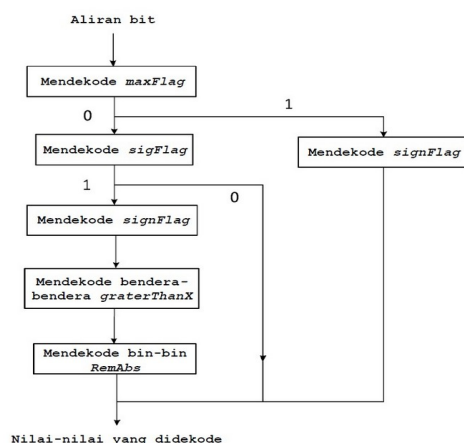 Aliran bit
Mendekode maxFlag
0
1
Mendekode sigFlag
Mendekode signFlag
1
0
Mendekode signFlag
Mendekode bendera-
bendera graterThanX
Mendekode bin-bin
RemAbs
Nilai-nilai yang didekode